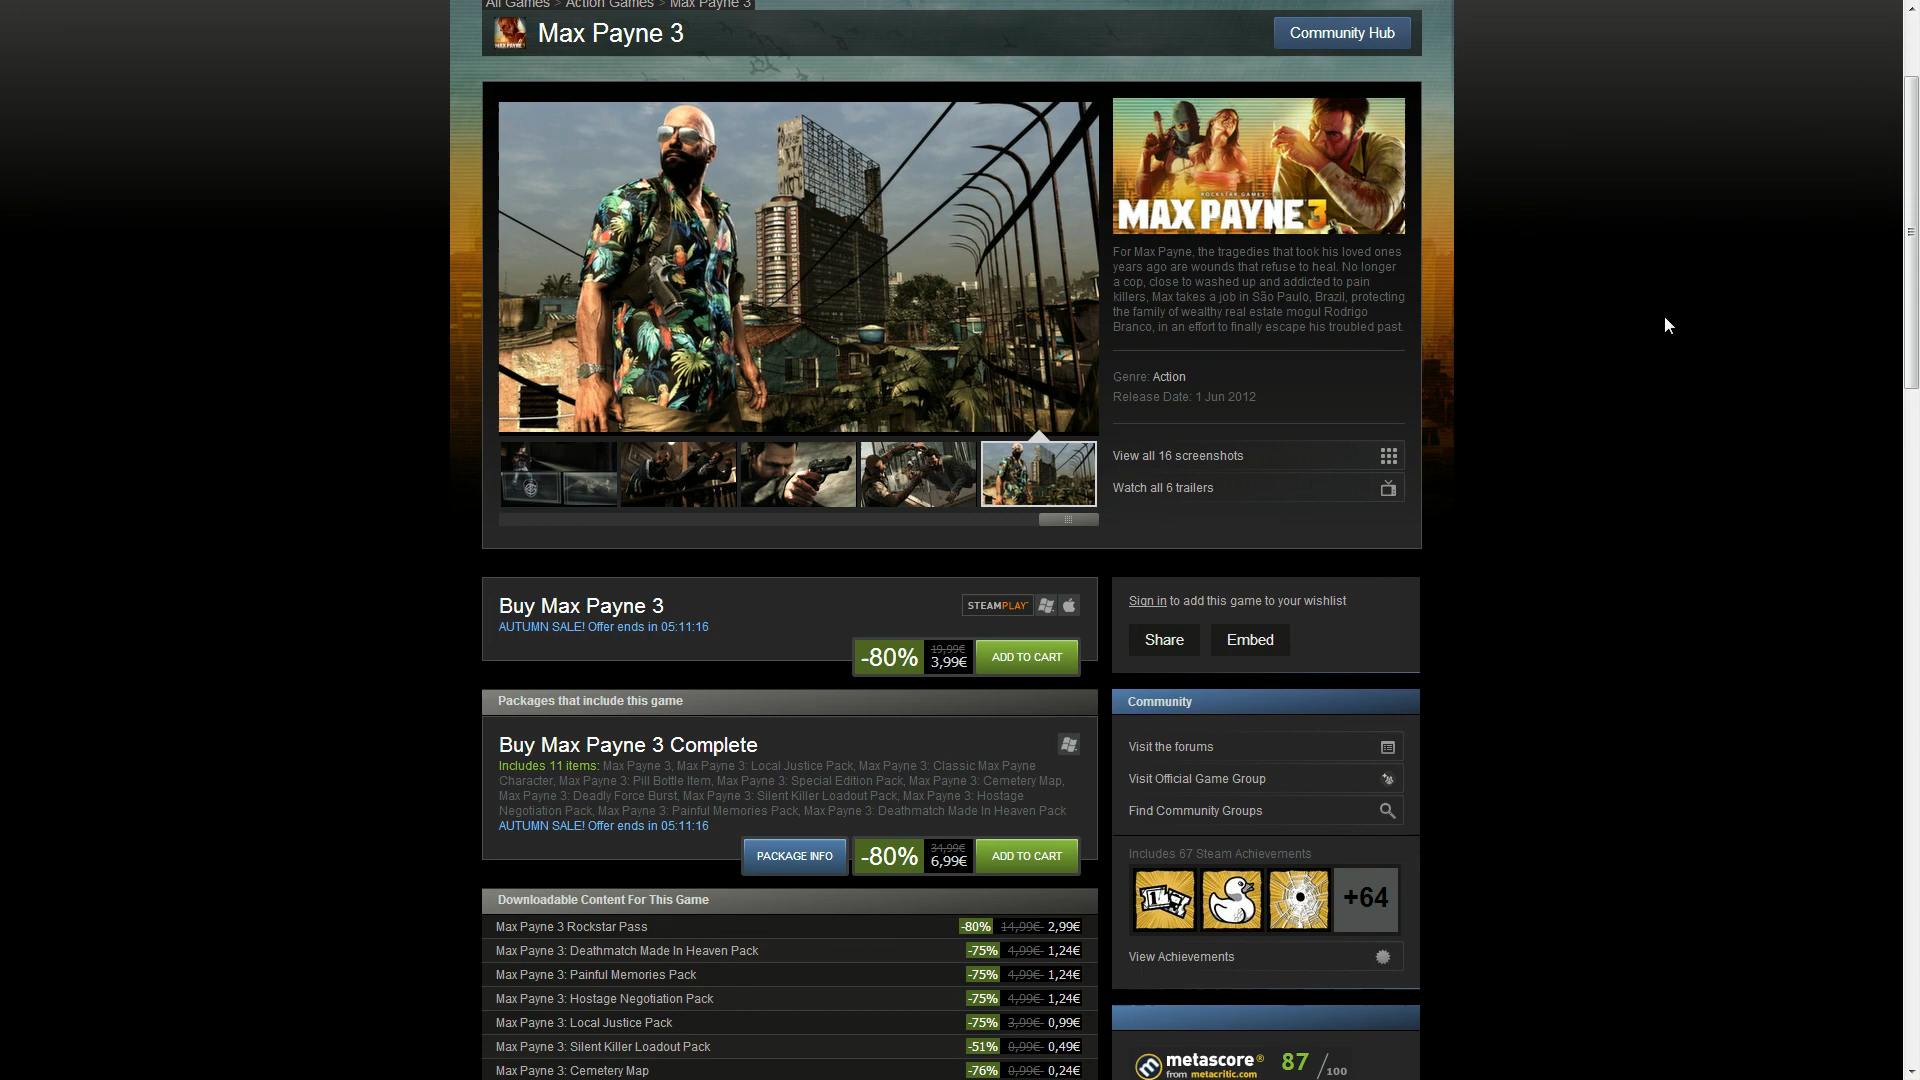 All Games > Action Games > Max Payne 3
Max Payne 3
Community Hub
ROCKSTAR GAMES
MAX PAYNE 3
For Max Payne, the tragedies that took his loved ones
years ago are wounds that refuse to heal. No longer
a cop, close to washed up and addicted to pain
killers, Max takes a job in São Paulo, Brazil, protecting
the family of wealthy real estate mogul Rodrigo
Branco, in an effort to finally escape his troubled past.
Genre: Action
Release Date: 1 Jun 2012
View all 16 screenshots
Watch all 6 trailers
Buy Max Payne 3
STEAMPLAY
AUTUMN SALE! Offer ends in 05:11:16
-80% 19,99€ 3,99€ ADD TO CART
Sign in to add this game to your wishlist
Share Embed
Packages that include this game
Buy Max Payne 3 Complete
Includes 11 items: Max Payne 3, Max Payne 3: Local Justice Pack, Max Payne 3: Classic Max Payne
Character, Max Payne 3: Pill Bottle Item, Max Payne 3: Special Edition Pack, Max Payne 3: Cemetery Map,
Max Payne 3: Deadly Force Burst, Max Payne 3: Silent Killer Loadout Pack, Max Payne 3: Hostage
Negotiation Pack, Max Payne 3: Painful Memories Pack, Max Payne 3: Deathmatch Made In Heaven Pack
AUTUMN SALE! Offer ends in 05:11:16
PACKAGE INFO -80% 34,99€ 6,99€ ADD TO CART
Community
Visit the forums
Visit Official Game Group
Find Community Groups
Includes 67 Steam Achievements
+64
View Achievements
Downloadable Content For This Game
Max Payne 3 Rockstar Pass -80% 14,99€ 2,99€
Max Payne 3: Deathmatch Made In Heaven Pack -75% 4,99€ 1,24€
Max Payne 3: Painful Memories Pack -75% 4,99€ 1,24€
Max Payne 3: Hostage Negotiation Pack -75% 4,99€ 1,24€
Max Payne 3: Local Justice Pack -75% 3,99€ 0,99€
Max Payne 3: Silent Killer Loadout Pack -51% 0,99€ 0,49€
Max Payne 3: Cemetery Map -76% 0,99€ 0,24€
metascore® 87 /100
from metacritic.com